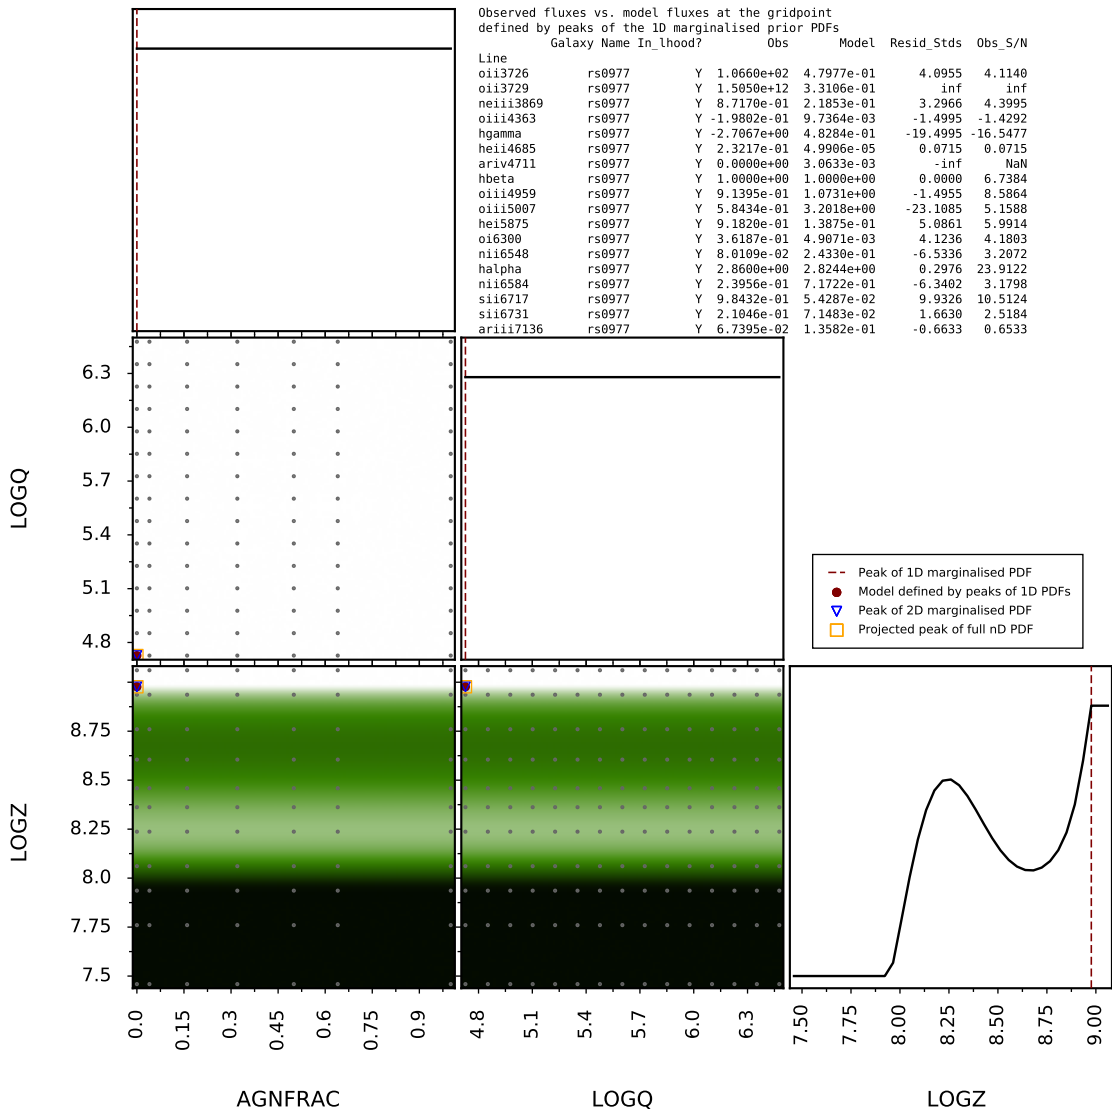 Observed fluxes vs. model fluxes at the gridpoint
defined by peaks of the 1D marginalised prior PDFs
Galaxy Name In_lhood? Obs Model Resid_Stds Obs_S/N
Line
oii3726 rs0977 Y 1.0660e+02 4.7977e-01 4.0955 4.1140
oii3729 rs0977 Y 1.5050e+12 3.3106e-01 inf inf
neiii3869 rs0977 Y 8.7170e-01 2.1853e-01 3.2966 4.3995
oiii4363 rs0977 Y -1.9802e-01 9.7364e-03 -1.4995 -1.4292
hgamma rs0977 Y -2.7067e+00 4.8284e-01 -19.4995 -16.5477
heii4685 rs0977 Y 2.3217e-01 4.9906e-05 0.0715 0.0715
ariv4711 rs0977 Y 0.0000e+00 3.0633e-03 -inf NaN
hbeta rs0977 Y 1.0000e+00 1.0000e+00 0.0000 6.7384
oiii4959 rs0977 Y 9.1395e-01 1.0731e+00 -1.4955 8.5864
oiii5007 rs0977 Y 5.8434e-01 3.2018e+00 -23.1085 5.1588
hei5875 rs0977 Y 9.1820e-01 1.3875e-01 5.0861 5.9914
oi6300 rs0977 Y 3.6187e-01 4.9071e-03 4.1236 4.1803
nii6548 rs0977 Y 8.0109e-02 2.4330e-01 -6.5336 3.2072
halpha rs0977 Y 2.8600e+00 2.8244e+00 0.2976 23.9122
nii6584 rs0977 Y 2.3956e-01 7.1722e-01 -6.3402 3.1798
sii6717 rs0977 Y 9.8432e-01 5.4287e-02 9.9326 10.5124
sii6731 rs0977 Y 2.1046e-01 7.1483e-02 1.6630 2.5184
ariii7136 rs0977 Y 6.7395e-02 1.3582e-01 -0.6633 0.6533
LOGQ
6.3
6.0
5.7
5.4
5.1
4.8
Peak of 1D marginalised PDF
Model defined by peaks of 1D PDFs
Peak of 2D marginalised PDF
Projected peak of full nD PDF
LOGZ
8.75
8.5
8.25
8.0
7.75
7.5
0.0 0.15 0.3 0.45 0.6 0.75 0.9
4.8 5.1 5.4 5.7 6.0 6.3
7.50 7.75 8.00 8.25 8.50 8.75 9.00
AGNFRAC LOGQ LOGZ